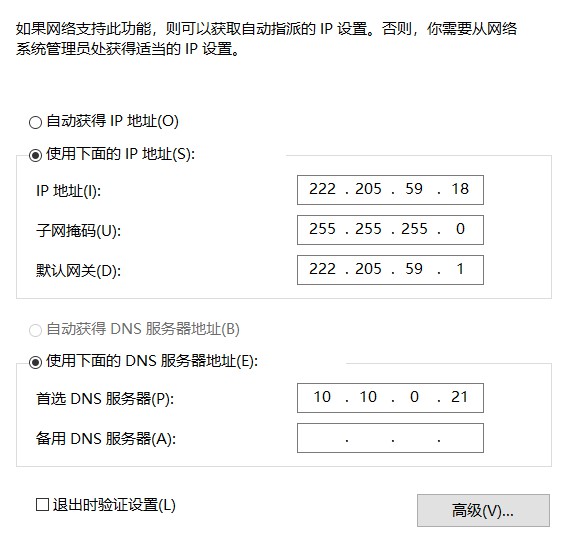 如果网络支持此功能，则可以获取自动指派的 IP 设置。否则，你需要从网络
系统管理员处获得适当的 IP 设置。
自动获得 IP 地址(O)
使用下面的 IP 地址(S):
IP 地址(I): 222 . 205 . 59 . 18
子网掩码(U): 255 . 255 . 255 . 0
默认网关(D): 222 . 205 . 59 . 1
自动获得 DNS 服务器地址(B)
使用下面的 DNS 服务器地址(E):
首选 DNS 服务器(P): 10 . 10 . 0 . 21
备用 DNS 服务器(A): . . .
退出时验证设置(L) 高级(V)...